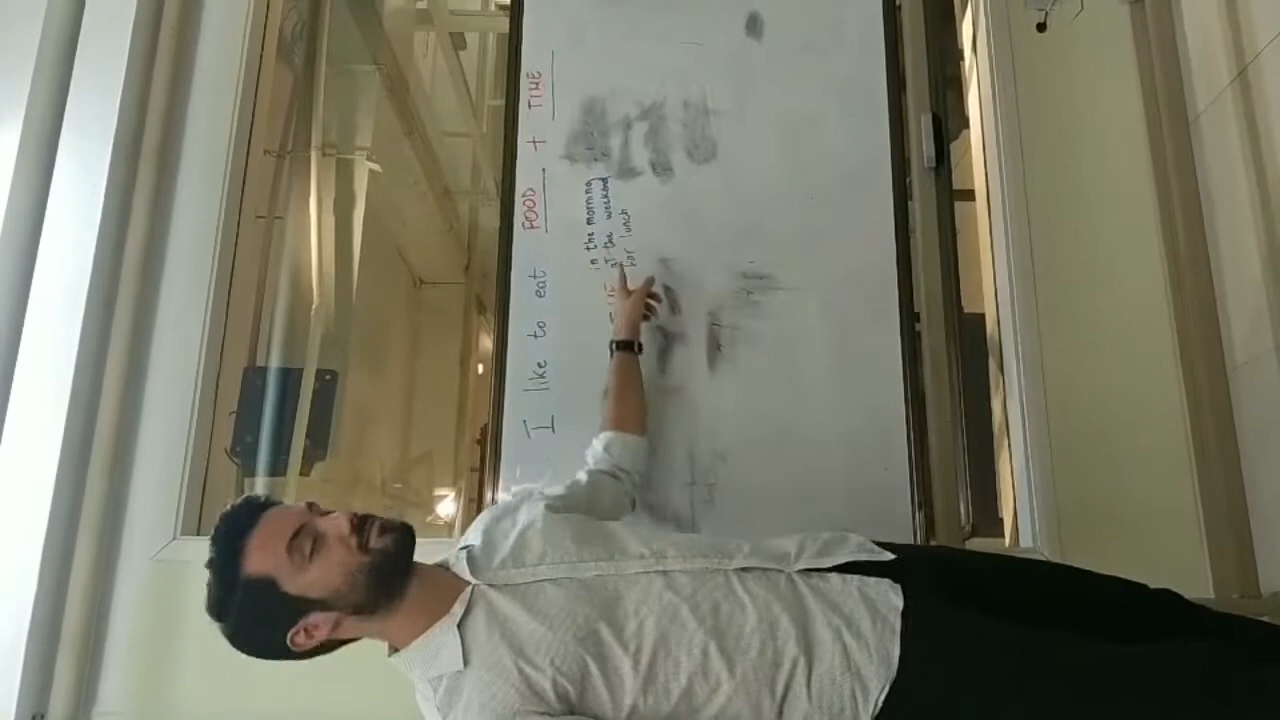 I like to eat FOOD + TIME
in the morning
at the weekend
for lunch